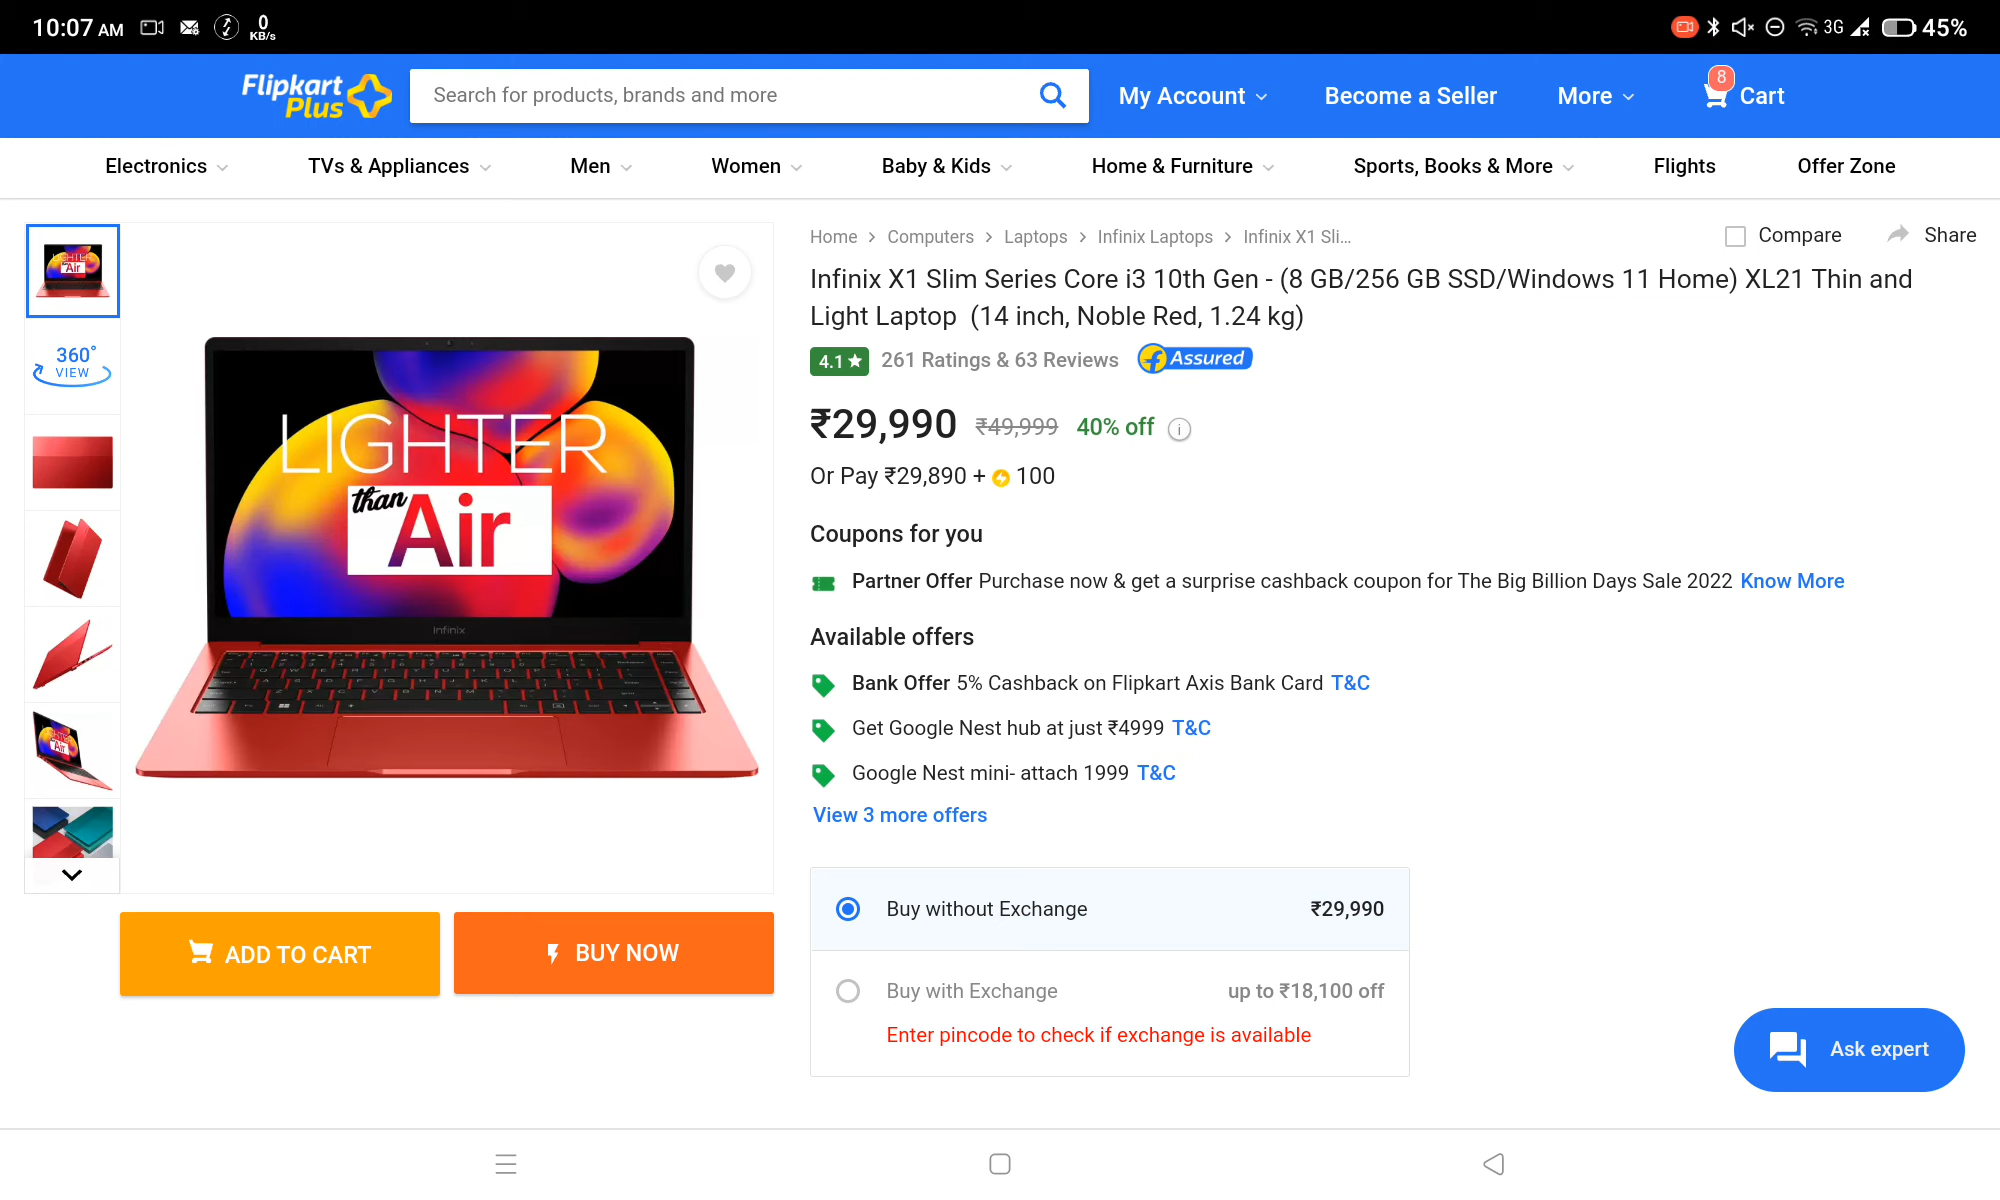 10:07 AM
0
KB/s
3G
45%
Flipkart
Plus
Search for products, brands and more
My Account
Become a Seller
More
8
Cart
Electronics
TVs & Appliances
Men
Women
Baby & Kids
Home & Furniture
Sports, Books & More
Flights
Offer Zone
360°
VIEW
LIGHTER
than
Air
Infinix
Home > Computers > Laptops > Infinix Laptops > Infinix X1 Sli...
Compare
Share
Infinix X1 Slim Series Core i3 10th Gen - (8 GB/256 GB SSD/Windows 11 Home) XL21 Thin and
Light Laptop (14 inch, Noble Red, 1.24 kg)
4.1★ 261 Ratings & 63 Reviews
Assured
₹29,990 ₹49,999 40% off i
Or Pay ₹29,890 + 100
Coupons for you
Partner Offer Purchase now & get a surprise cashback coupon for The Big Billion Days Sale 2022 Know More
Available offers
Bank Offer 5% Cashback on Flipkart Axis Bank Card T&C
Get Google Nest hub at just ₹4999 T&C
Google Nest mini- attach 1999 T&C
View 3 more offers
ADD TO CART
BUY NOW
Buy without Exchange ₹29,990
Buy with Exchange up to ₹18,100 off
Enter pincode to check if exchange is available
Ask expert